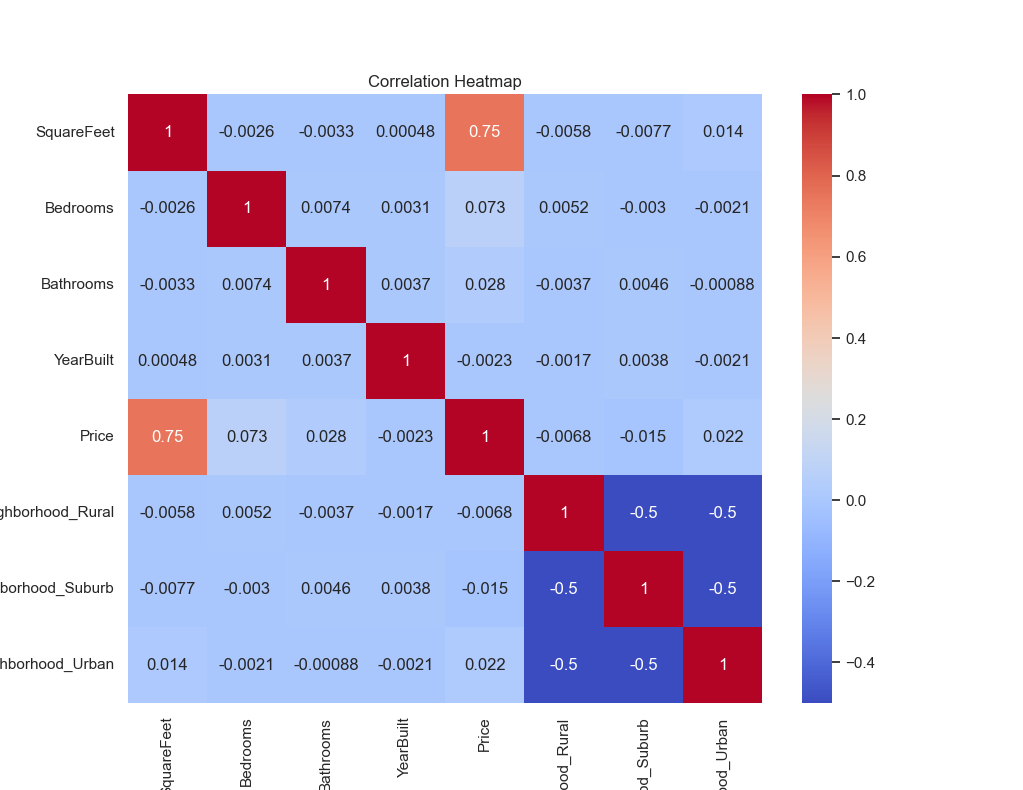 Correlation Heatmap
SquareFeet 1 -0.0026 -0.0033 0.00048 0.75 -0.0058 -0.0077 0.014
Bedrooms -0.0026 1 0.0074 0.0031 0.073 0.0052 -0.003 -0.0021
Bathrooms -0.0033 0.0074 1 0.0037 0.028 -0.0037 0.0046 -0.00088
YearBuilt 0.00048 0.0031 0.0037 1 -0.0023 -0.0017 0.0038 -0.0021
Price 0.75 0.073 0.028 -0.0023 1 -0.0068 -0.015 0.022
ghborhood_Rural -0.0058 0.0052 -0.0037 -0.0017 -0.0068 1 -0.5 -0.5
borhood_Suburb -0.0077 -0.003 0.0046 0.0038 -0.015 -0.5 1 -0.5
hborhood_Urban 0.014 -0.0021 -0.00088 -0.0021 0.022 -0.5 -0.5 1
SquareFeet
Bedrooms
Bathrooms
YearBuilt
Price
ood_Rural
od_Suburb
ood_Urban
1.0
0.8
0.6
0.4
0.2
0.0
−0.2
−0.4